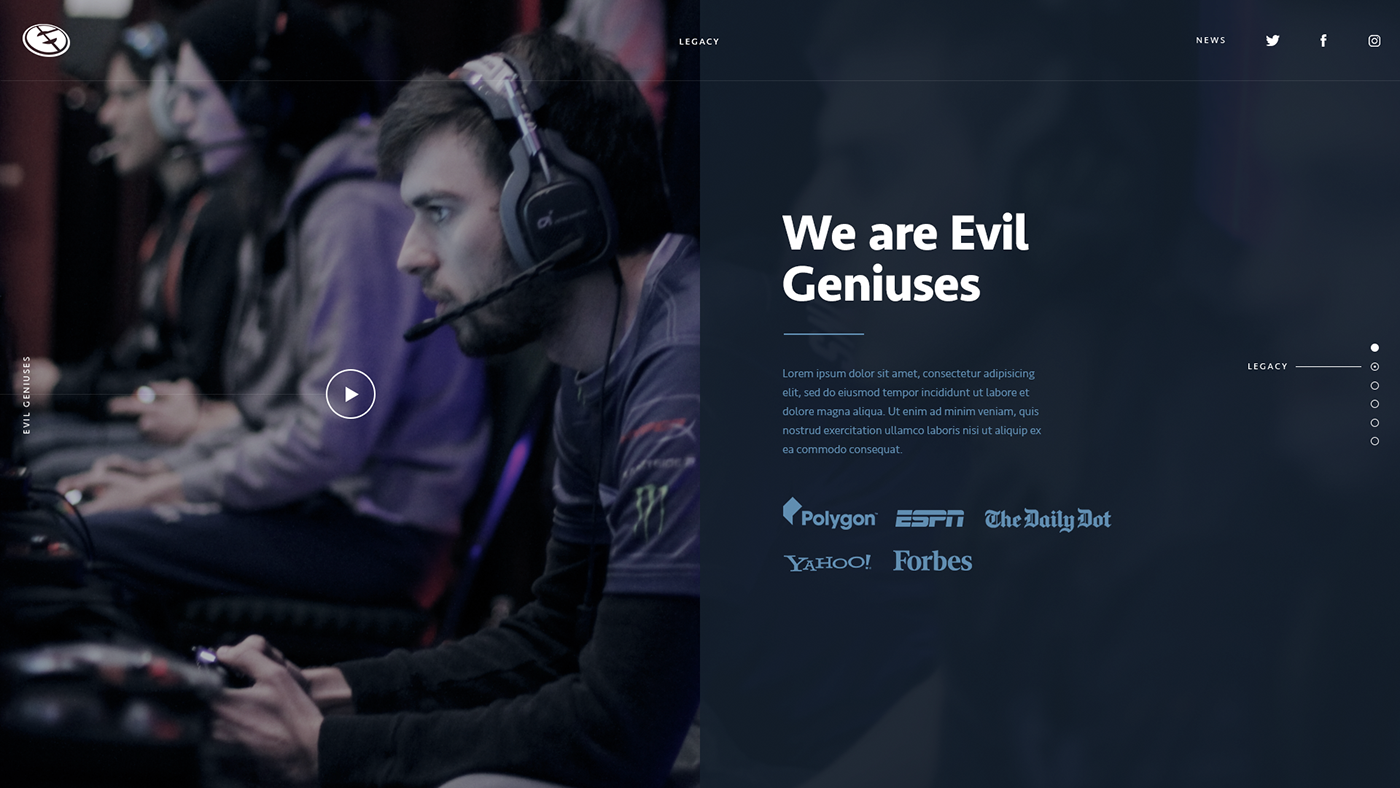 LEGACY
NEWS
We are Evil
Geniuses
Lorem ipsum dolor sit amet, consectetur adipisicing
elit, sed do eiusmod tempor incididunt ut labore et
dolore magna aliqua. Ut enim ad minim veniam, quis
nostrud exercitation ullamco laboris nisi ut aliquip ex
ea commodo consequat.
Polygon™
ESPN
The Daily Dot
YAHOO!
Forbes
LEGACY
EVIL GENIUSES